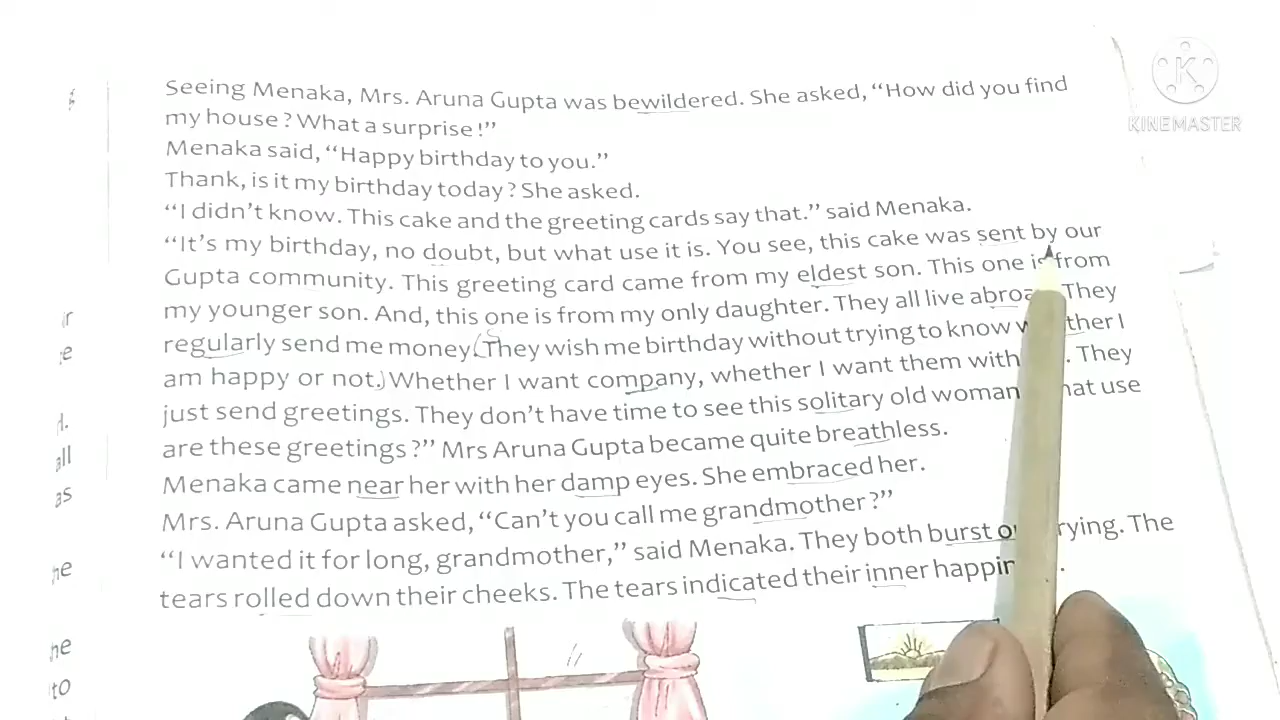 Seeing Menaka, Mrs. Aruna Gupta was bewildered. She asked, "How did you find
my house? What a surprise!"
Menaka said, "Happy birthday to you."
Thank, is it my birthday today? She asked.
"I didn't know. This cake and the greeting cards say that." said Menaka.
"It's my birthday, no doubt, but what use it is. You see, this cake was sent by our
Gupta community. This greeting card came from my eldest son. This one is from
my younger son. And, this one is from my only daughter. They all live They
regularly send me money. They wish me birthday without trying to know I
am happy or not. Whether I want company, whether I want them with They
just send greetings. They don't have time to see this solitary old woman use
are these greetings?" Mrs Aruna Gupta became quite breathless.
Menaka came near her with her damp eyes. She embraced her.
Mrs. Aruna Gupta asked, "Can't you call me grandmother?"
"I wanted it for long, grandmother," said Menaka. They both burst The
tears rolled down their cheeks. The tears indicated their inner
KINEMASTER